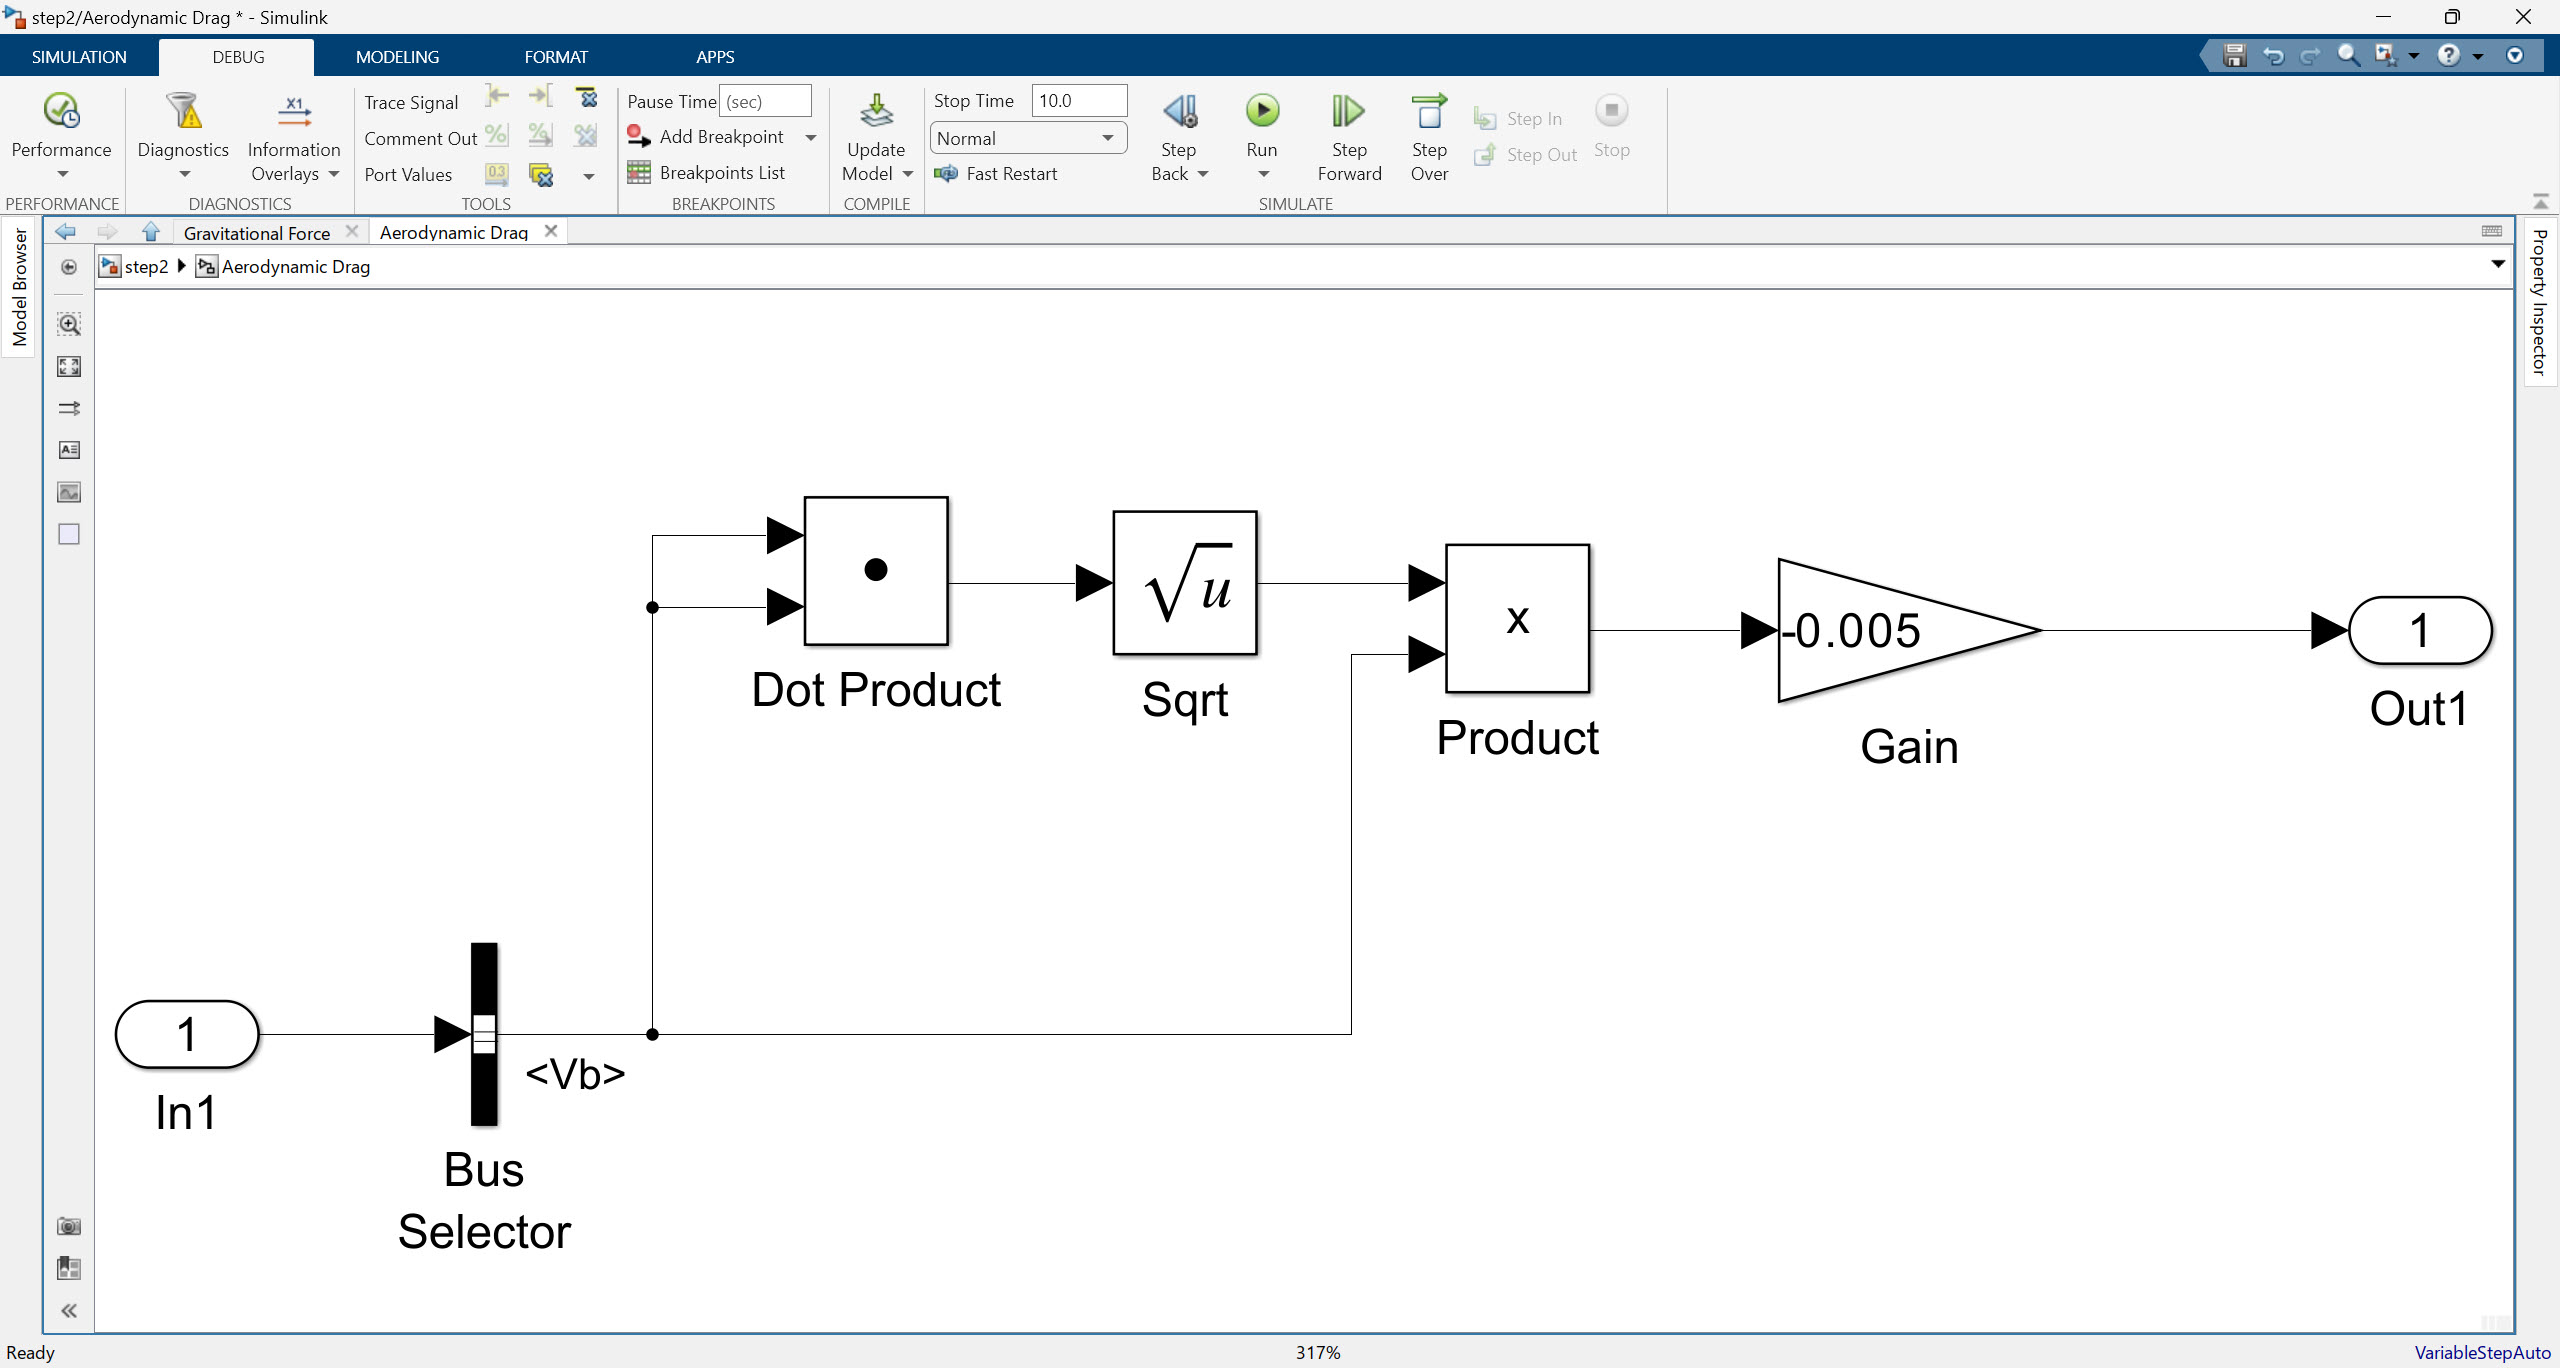 step2/Aerodynamic Drag * - Simulink
SIMULATION DEBUG MODELING FORMAT APPS
Performance
Diagnostics
Information
Overlays
Trace Signal
Comment Out
Port Values
Pause Time (sec)
Add Breakpoint
Breakpoints List
Update
Model
Stop Time 10.0
Normal
Fast Restart
Step
Back
Run
Step
Forward
Step
Over
Step In
Step Out
Stop
PERFORMANCE DIAGNOSTICS TOOLS BREAKPOINTS COMPILE SIMULATE
Model Browser
Gravitational Force Aerodynamic Drag
step2 Aerodynamic Drag
Property Inspector
Dot Product
√u
Sqrt
x
Product
-0.005
Gain
1
Out1
1
In1
<Vb>
Bus
Selector
Ready 317% VariableStepAuto